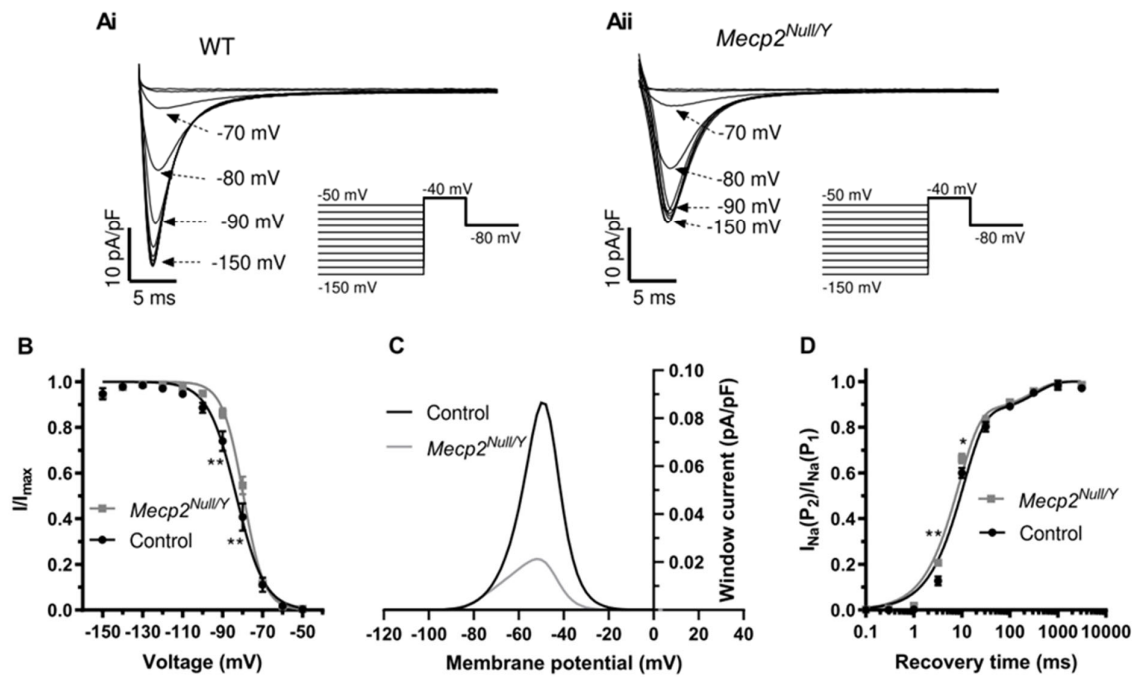 Ai
WT
-70 mV
-80 mV
-90 mV
-150 mV
10 pA/pF
5 ms
-50 mV
-40 mV
-80 mV
-150 mV
Aii
Mecp2Null/Y
-70 mV
-80 mV
-90 mV
-150 mV
10 pA/pF
5 ms
-50 mV
-40 mV
-80 mV
-150 mV
B
1.0
0.8
0.6
0.4
0.2
0.0
I/Imax
**
**
Mecp2Null/Y
Control
-150 -130 -110 -90 -70 -50
Voltage (mV)
C
Control
Mecp2Null/Y
0.10
0.08
0.06
0.04
0.02
Window current (pA/pF)
-120 -100 -80 -60 -40 -20 0 20 40
Membrane potential (mV)
D
1.0
0.8
0.6
0.4
0.2
0.0
INa(P2)/INa(P1)
*
**
Mecp2Null/Y
Control
0.1 1 10 100 1000 10000
Recovery time (ms)